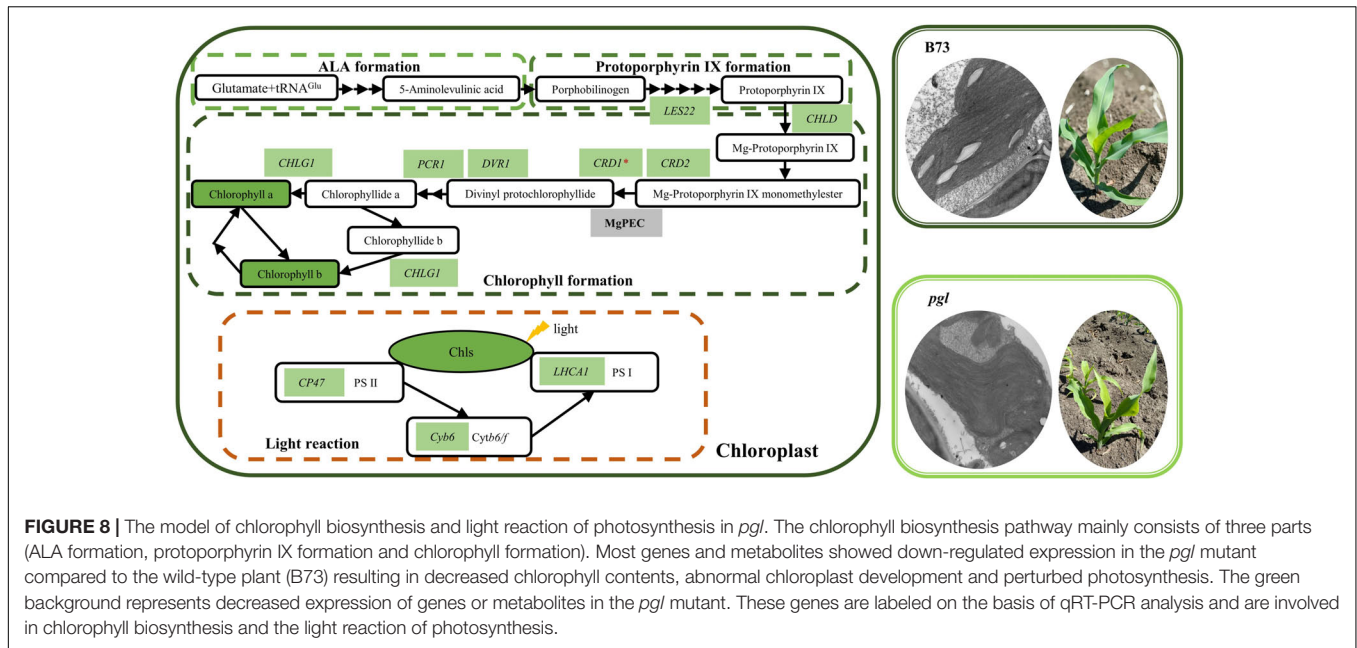 ALA formation
Protoporphyrin IX formation
Glutamate+tRNA^Glu
5-Aminolevulinic acid
Porphobilinogen
Protoporphyrin IX
LES22
CHLD
Mg-Protoporphyrin IX
CHLG1
PCR1
DVR1
CRD1*
CRD2
Chlorophyll a
Chlorophyllide a
Divinyl protochlorophyllide
Mg-Protoporphyrin IX monomethylester
MgPEC
Chlorophyllide b
Chlorophyll b
CHLG1
Chlorophyll formation
light
Chls
CP47 PS II
LHCA1 PS I
Cyb6 Cytb6/f
Light reaction
Chloroplast
B73
pgl
FIGURE 8 | The model of chlorophyll biosynthesis and light reaction of photosynthesis in pgl. The chlorophyll biosynthesis pathway mainly consists of three parts
(ALA formation, protoporphyrin IX formation and chlorophyll formation). Most genes and metabolites showed down-regulated expression in the pgl mutant
compared to the wild-type plant (B73) resulting in decreased chlorophyll contents, abnormal chloroplast development and perturbed photosynthesis. The green
background represents decreased expression of genes or metabolites in the pgl mutant. These genes are labeled on the basis of qRT-PCR analysis and are involved
in chlorophyll biosynthesis and the light reaction of photosynthesis.